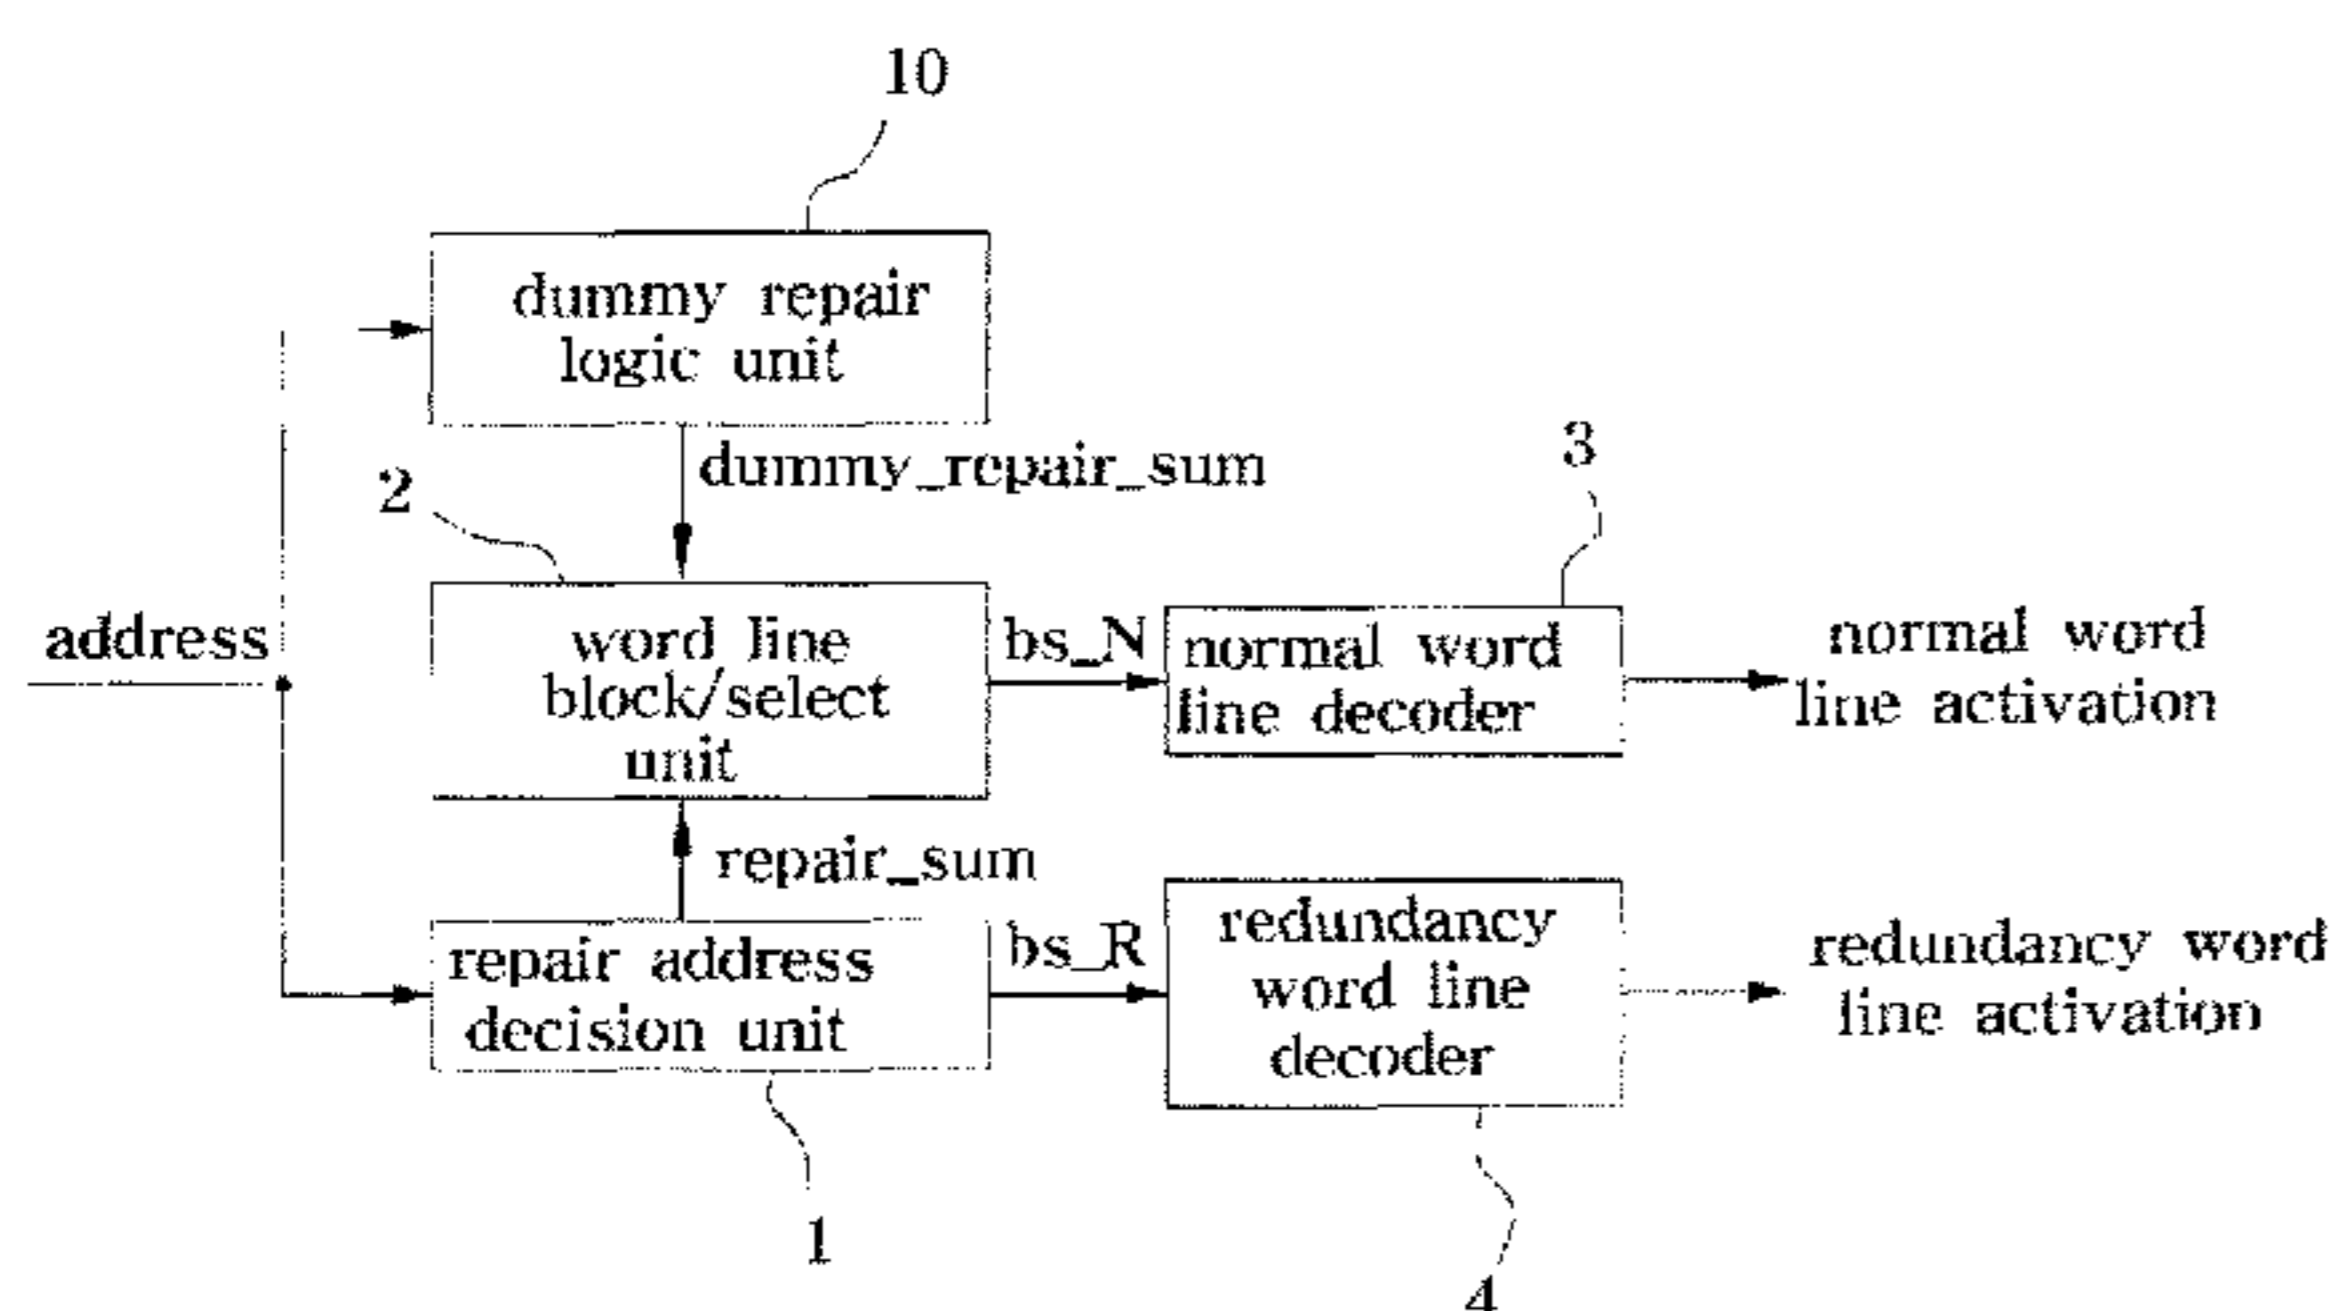 10
dummy repair
logic unit
dummy_repair_sum
2
3
address
word line
block/select
unit
bs_N
normal word
line decoder
normal word
line activation
repair_sum
repair address
decision unit
bs_R
redundancy
word line
decoder
redundancy word
line activation
1
4